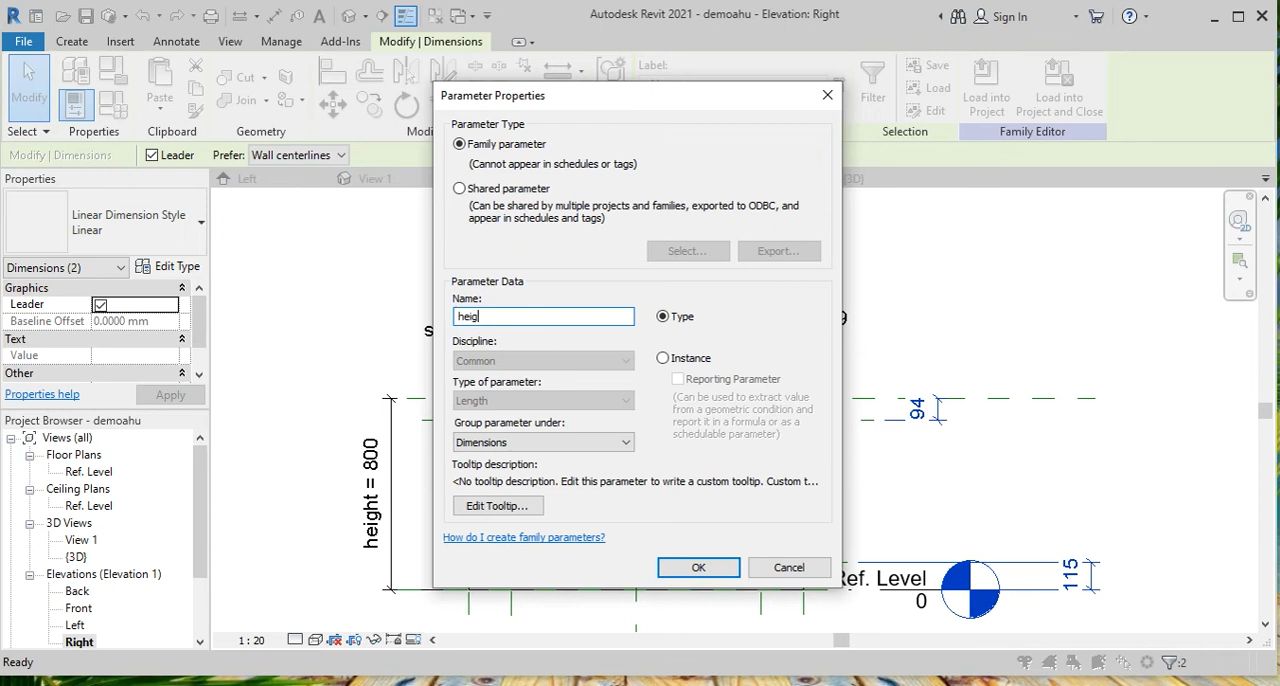 Autodesk Revit 2021 - demoahu - Elevation: Right
Sign In
File
Create
Insert
Annotate
View
Manage
Add-Ins
Modify | Dimensions
Modify
Select
Properties
Paste
Clipboard
Cut
Join
Geometry
Modi
Label:
Filter
Save
Load
Edit
Selection
Load into
Project
Load into
Project and Close
Family Editor
Modify | Dimensions
Leader
Prefer:
Wall centerlines
Properties
Left
View 1
{3D}
Linear Dimension Style
Linear
Dimensions (2)
Edit Type
Graphics
Leader
Baseline Offset
0.0000 mm
Text
Value
Other
Properties help
Apply
Project Browser - demoahu
Views (all)
Floor Plans
Ref. Level
Ceiling Plans
Ref. Level
3D Views
View 1
{3D}
Elevations (Elevation 1)
Back
Front
Left
Right
Parameter Properties
Parameter Type
Family parameter
(Cannot appear in schedules or tags)
Shared parameter
(Can be shared by multiple projects and families, exported to ODBC, and
appear in schedules and tags)
Select...
Export...
Parameter Data
Name:
heig
Type
Discipline:
Common
Instance
Reporting Parameter
Type of parameter:
Length
(Can be used to extract value
from a geometric condition and
report it in a formula or as a
schedulable parameter)
Group parameter under:
Dimensions
Tooltip description:
<No tooltip description. Edit this parameter to write a custom tooltip. Custom t...
Edit Tooltip...
How do I create family parameters?
OK
Cancel
height = 800
94
115
Ref. Level
0
2D
1 : 20
Ready
:2